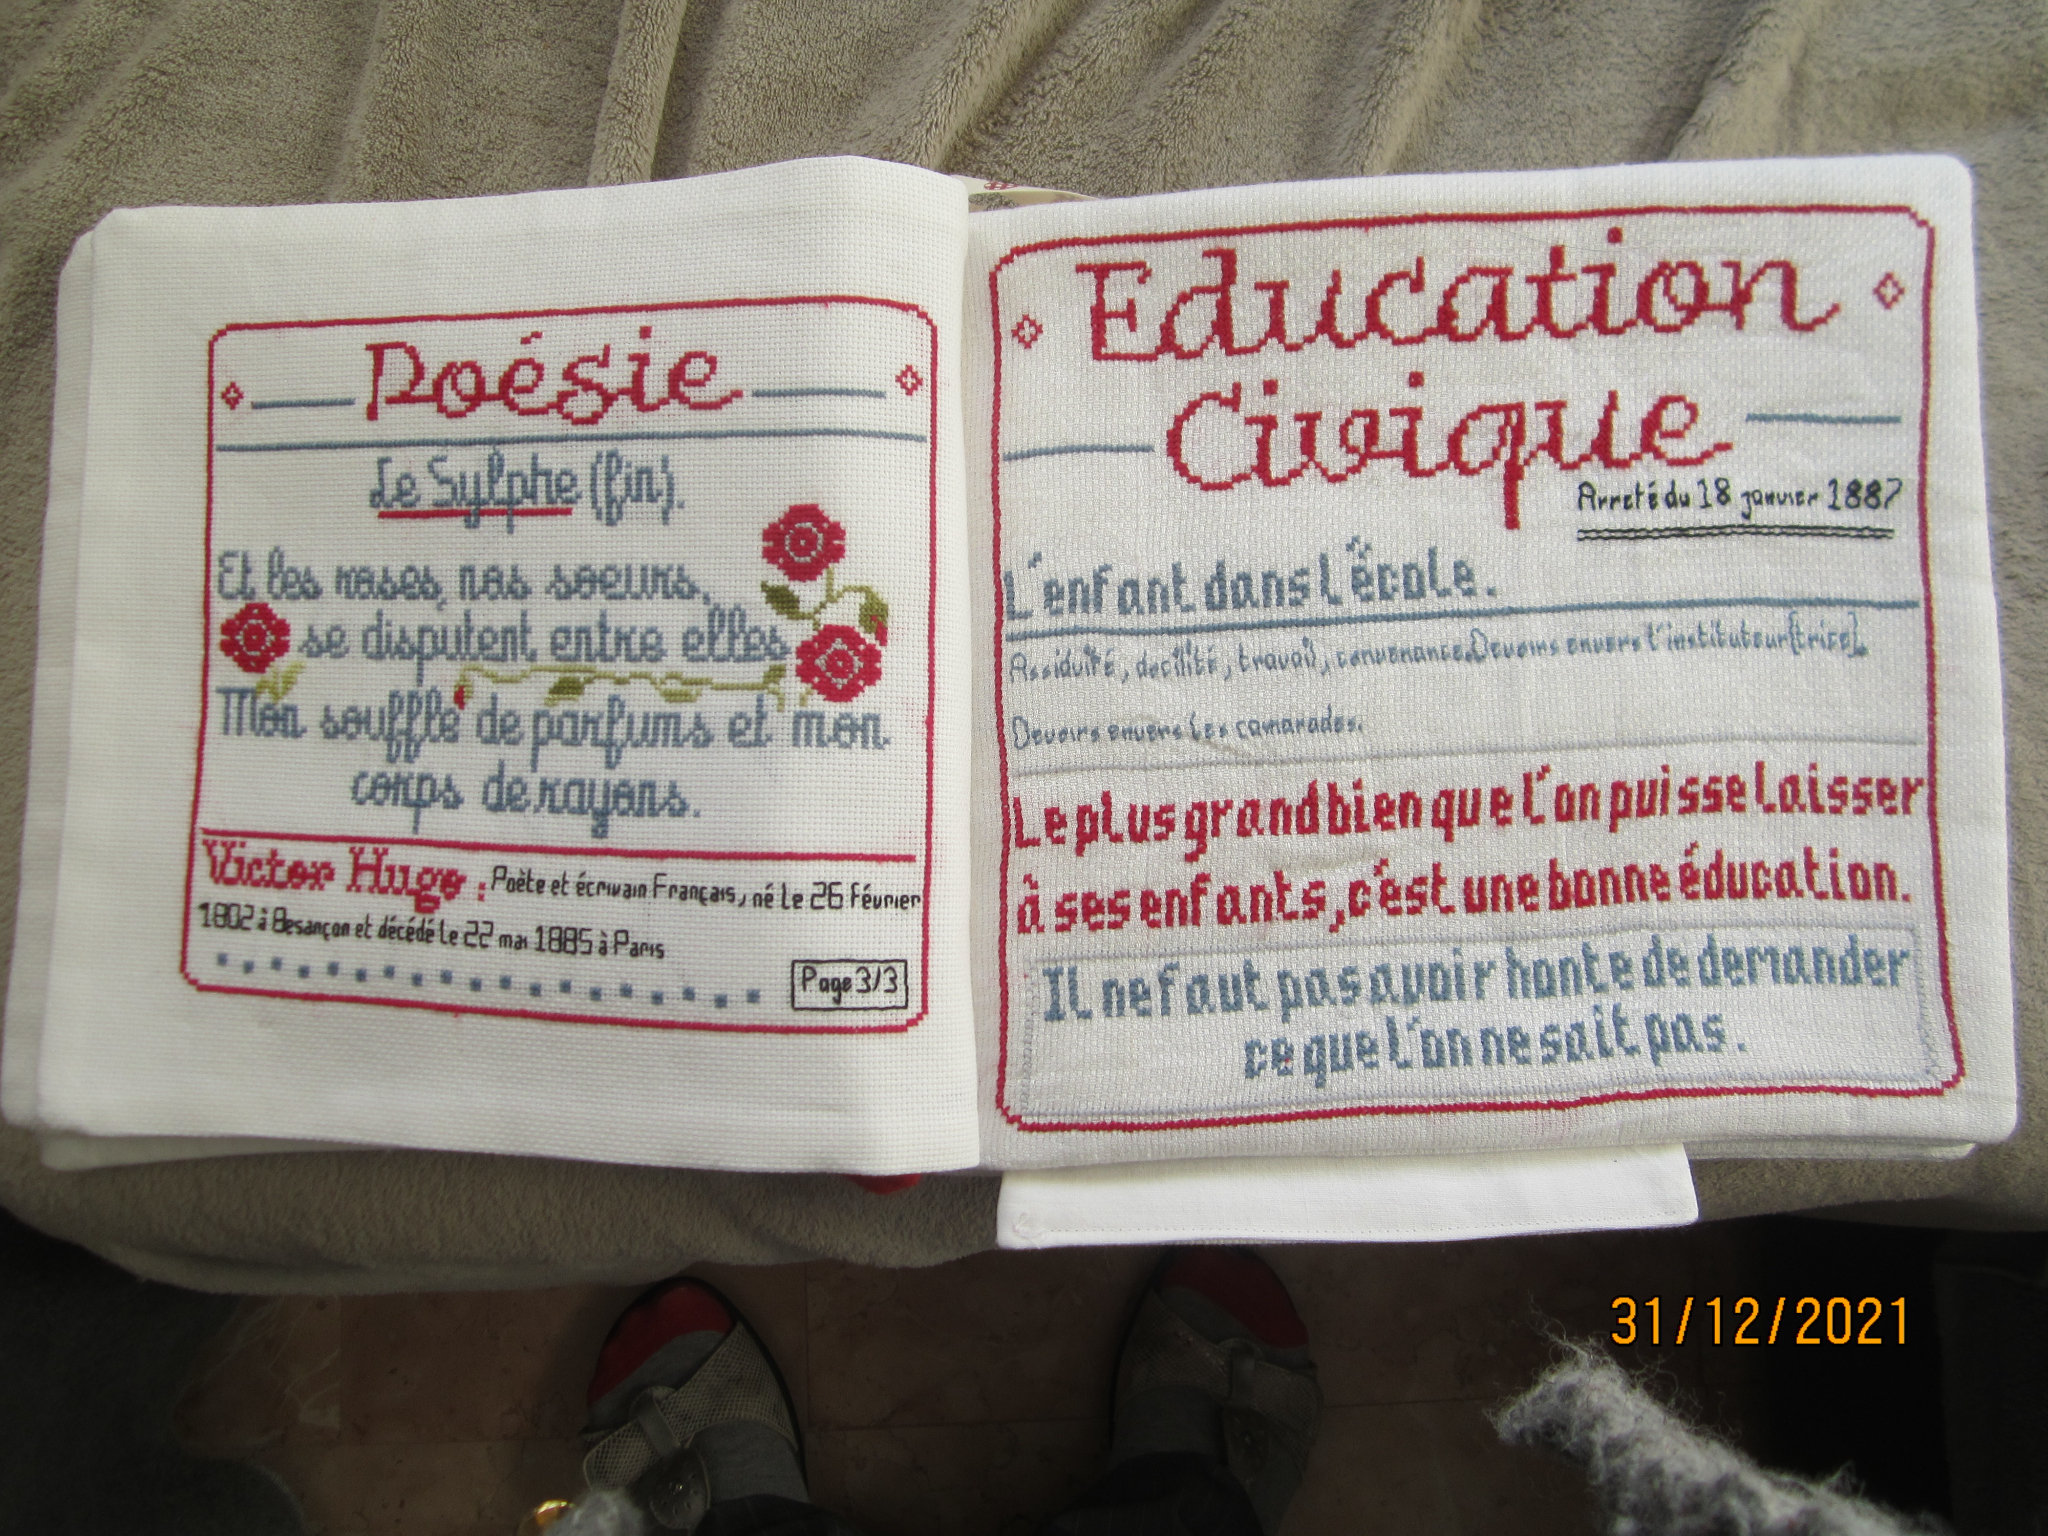 Poésie
Le Sylphe (fin).
Et les roses, nos soeurs,
se disputent entre elles
Mon souffle de parfums et mon
corps de rayons.
Victor Hugo : Poète et écrivain Français, né le 26 février
1802 à Besançon et décédé le 22 mai 1885 à Paris
Page 3/3
Education
Civique
Arreté du 18 janvier 1887
L'enfant dans l'école.
Assiduité, docilité, travail, convenance. Devoirs envers l'instituteur(trice).
Devoirs envers les camarades.
Le plus grand bien que l'on puisse laisser
à ses enfants, c'est une bonne éducation.
Il ne faut pas avoir honte de demander
ce que l'on ne sait pas.
31/12/2021